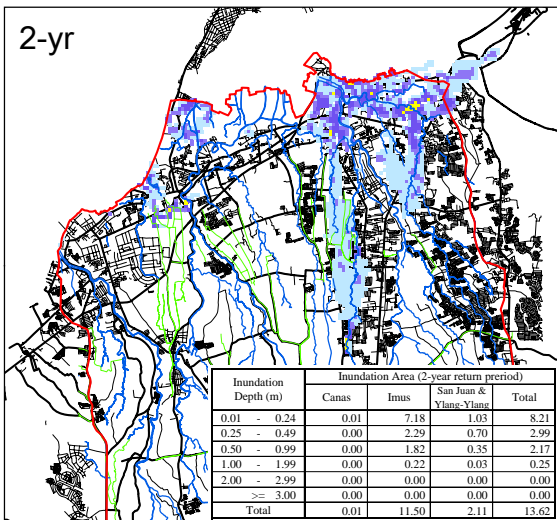 2-yr
Inundation Depth (m) Inundation Area (2-year return preriod)
Canas Imus San Juan & Ylang-Ylang Total
0.01 - 0.24 0.01 7.18 1.03 8.21
0.25 - 0.49 0.00 2.29 0.70 2.99
0.50 - 0.99 0.00 1.82 0.35 2.17
1.00 - 1.99 0.00 0.22 0.03 0.25
2.00 - 2.99 0.00 0.00 0.00 0.00
>= 3.00 0.00 0.00 0.00 0.00
Total 0.01 11.50 2.11 13.62